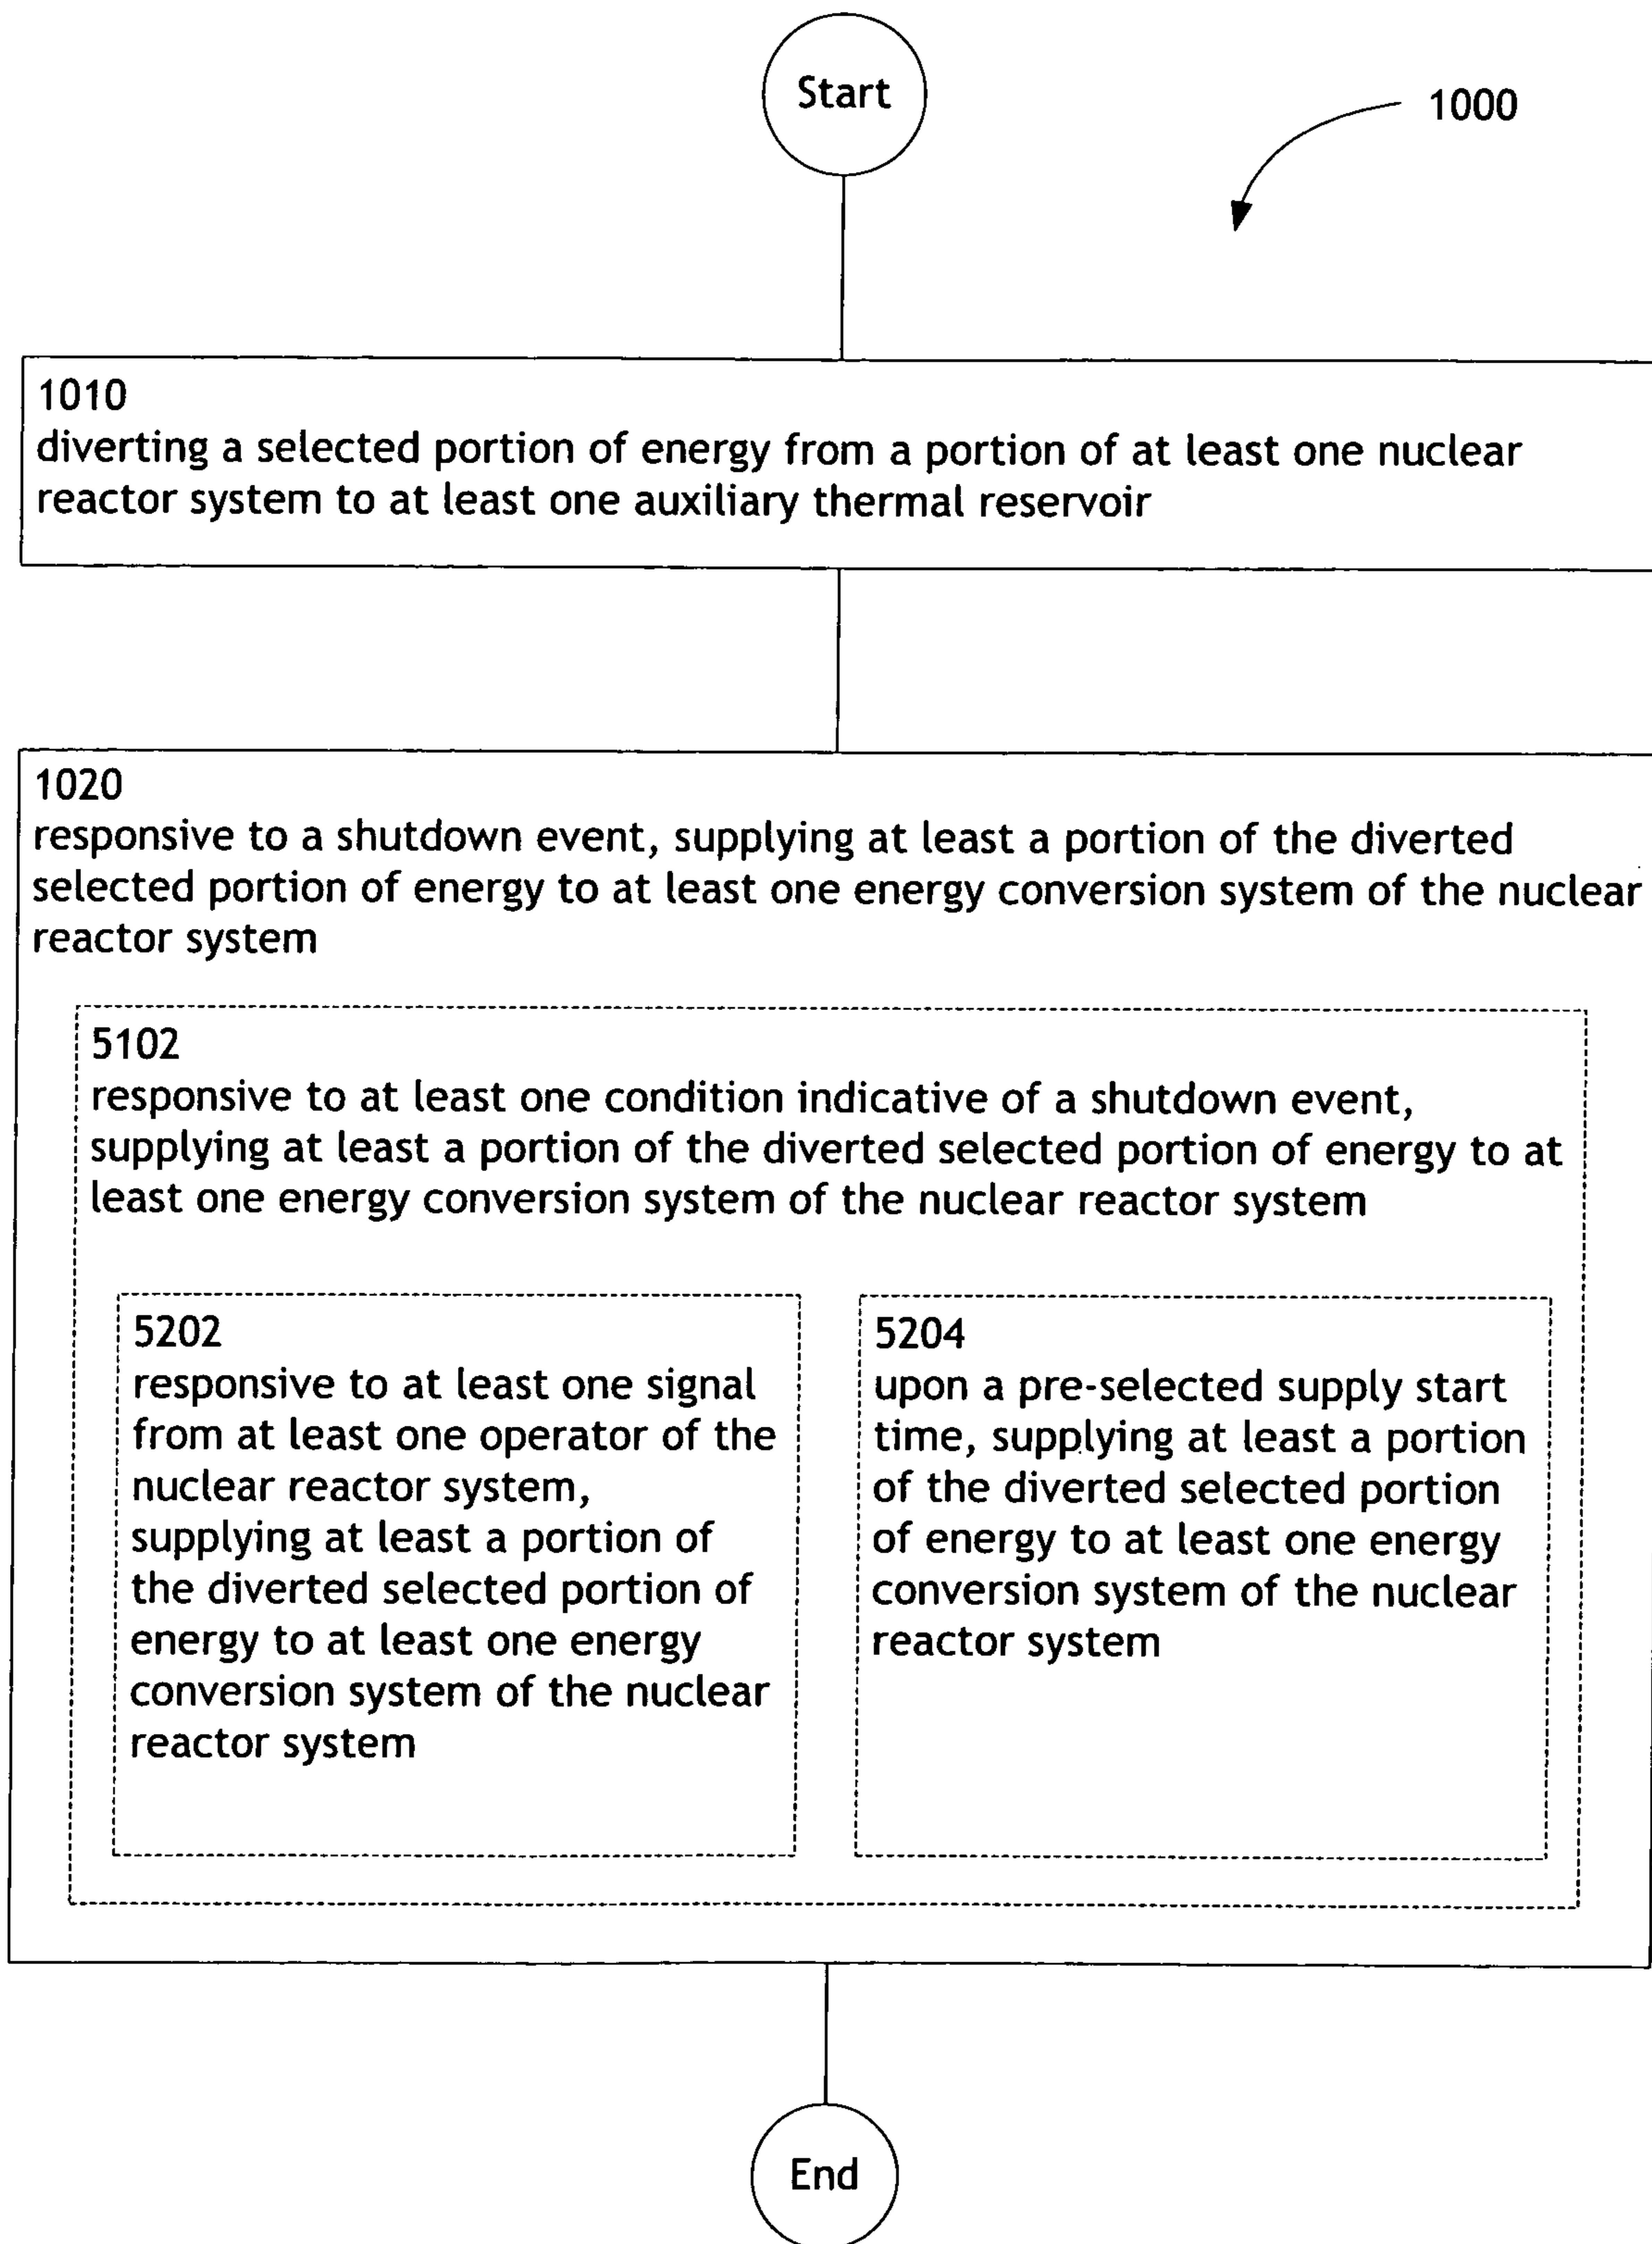 Start
1000
1010
diverting a selected portion of energy from a portion of at least one nuclear
reactor system to at least one auxiliary thermal reservoir
1020
responsive to a shutdown event, supplying at least a portion of the diverted
selected portion of energy to at least one energy conversion system of the nuclear
reactor system
5102
responsive to at least one condition indicative of a shutdown event,
supplying at least a portion of the diverted selected portion of energy to at
least one energy conversion system of the nuclear reactor system
5202
responsive to at least one signal
from at least one operator of the
nuclear reactor system,
supplying at least a portion of
the diverted selected portion of
energy to at least one energy
conversion system of the nuclear
reactor system
5204
upon a pre-selected supply start
time, supplying at least a portion
of the diverted selected portion
of energy to at least one energy
conversion system of the nuclear
reactor system
End